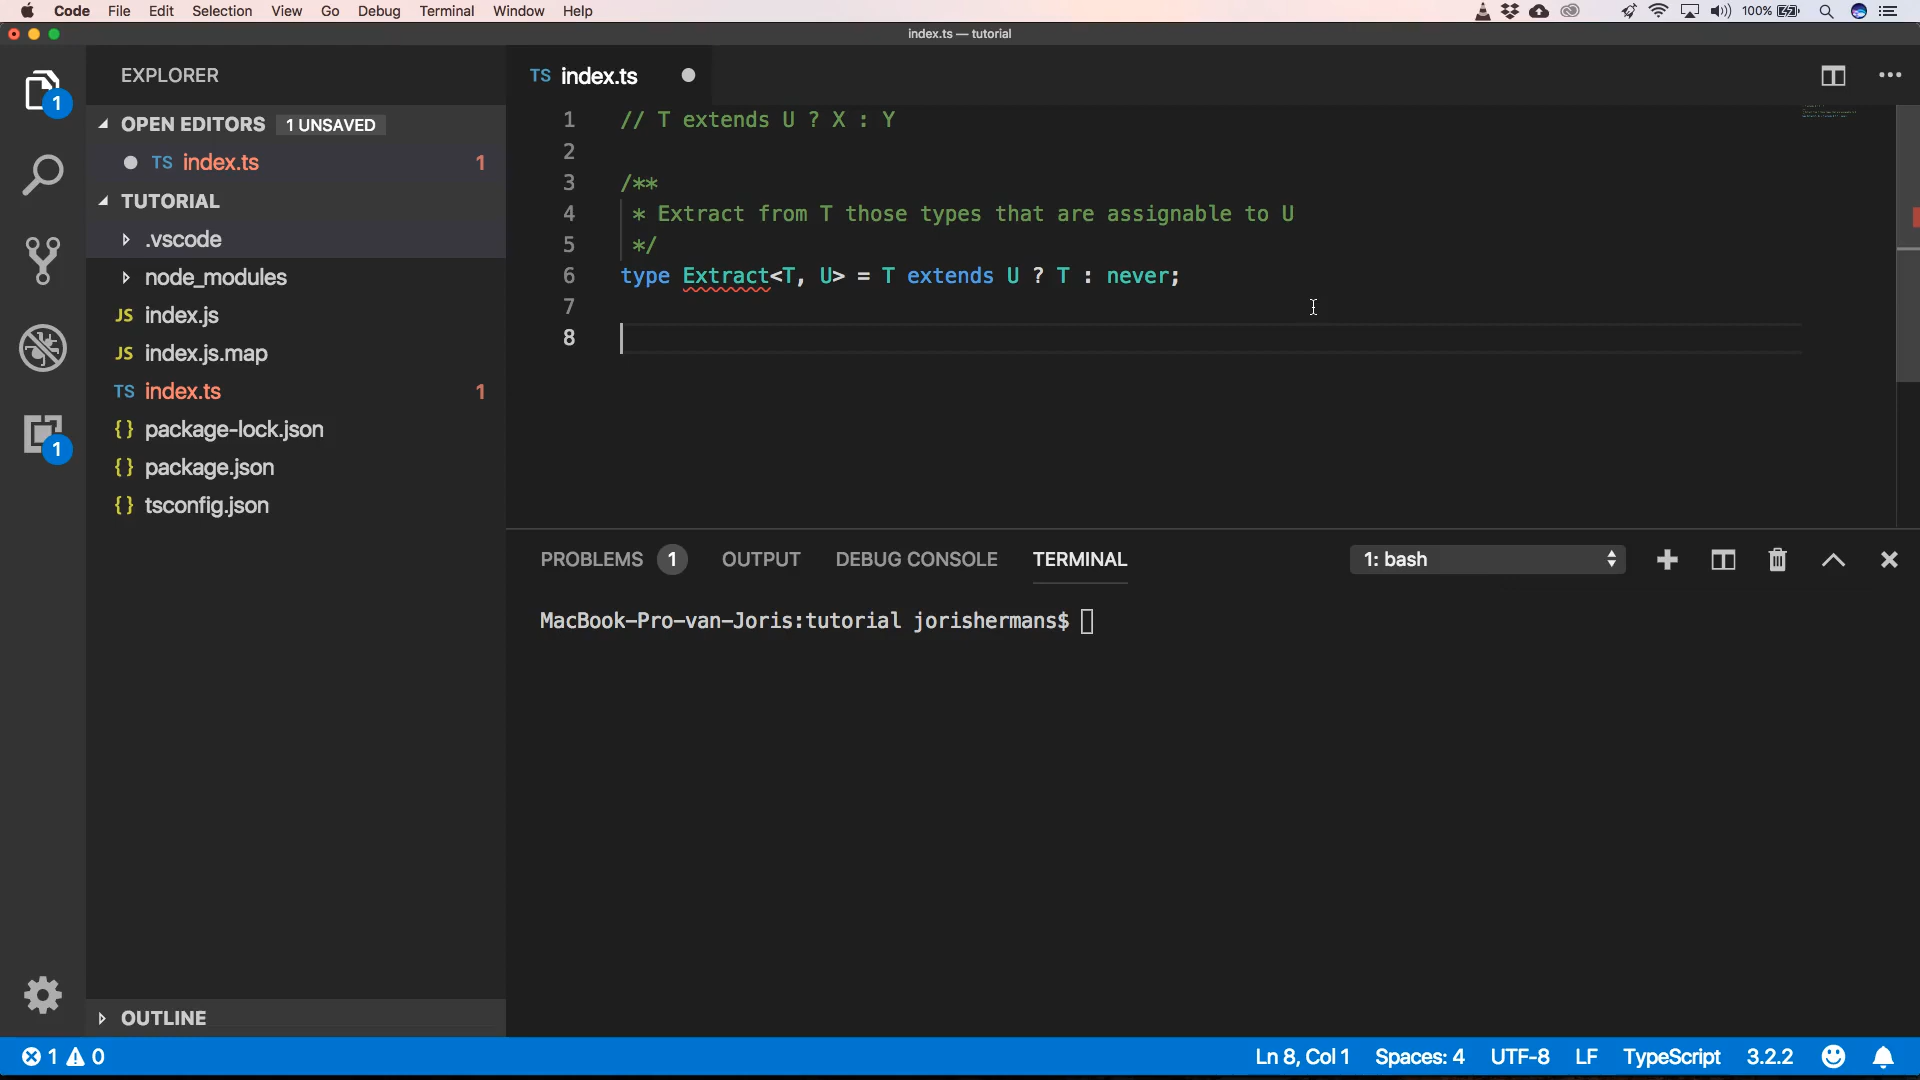 Code File Edit Selection View Go Debug Terminal Window Help 100%
index.ts — tutorial
EXPLORER
OPEN EDITORS 1 UNSAVED
TS index.ts 1
TUTORIAL
.vscode
node_modules
JS index.js
JS index.js.map
TS index.ts 1
{} package-lock.json
{} package.json
{} tsconfig.json
OUTLINE
1
1
TS index.ts
1 // T extends U ? X : Y
2
3 /**
4 * Extract from T those types that are assignable to U
5 */
6 type Extract<T, U> = T extends U ? T : never;
7
8
PROBLEMS 1 OUTPUT DEBUG CONSOLE TERMINAL 1: bash
MacBook-Pro-van-Joris:tutorial jorishermans$
1 0 Ln 8, Col 1 Spaces: 4 UTF-8 LF TypeScript 3.2.2